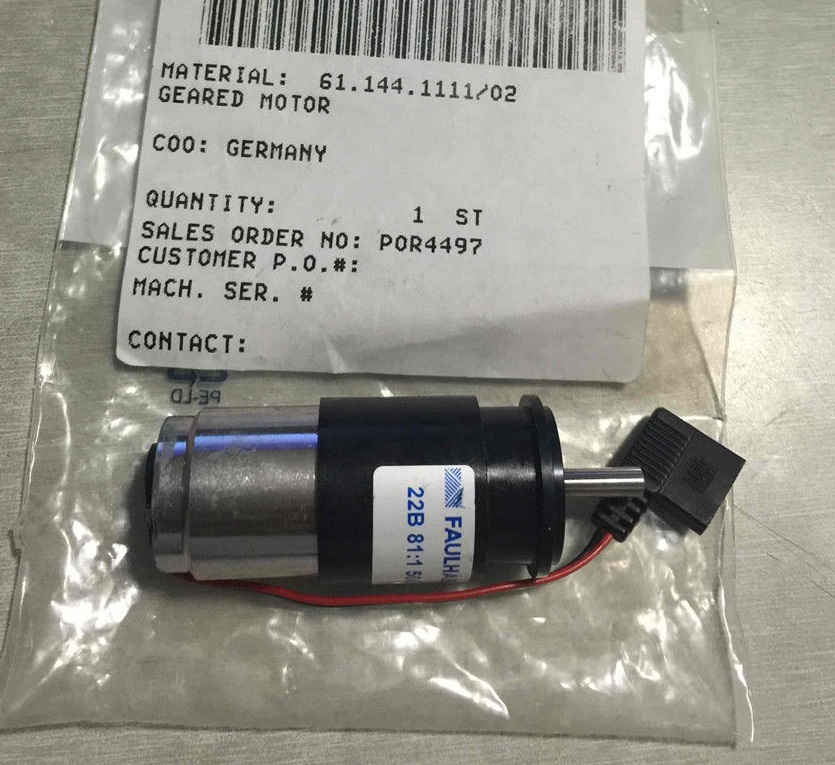 MATERIAL: 61.144.1111/02
GEARED MOTOR
COO: GERMANY
QUANTITY: 1 ST
SALES ORDER NO: POR4497
CUSTOMER P.O.#:
MACH. SER. #
CONTACT:
PE-LD
FAULHA
22B 81:1